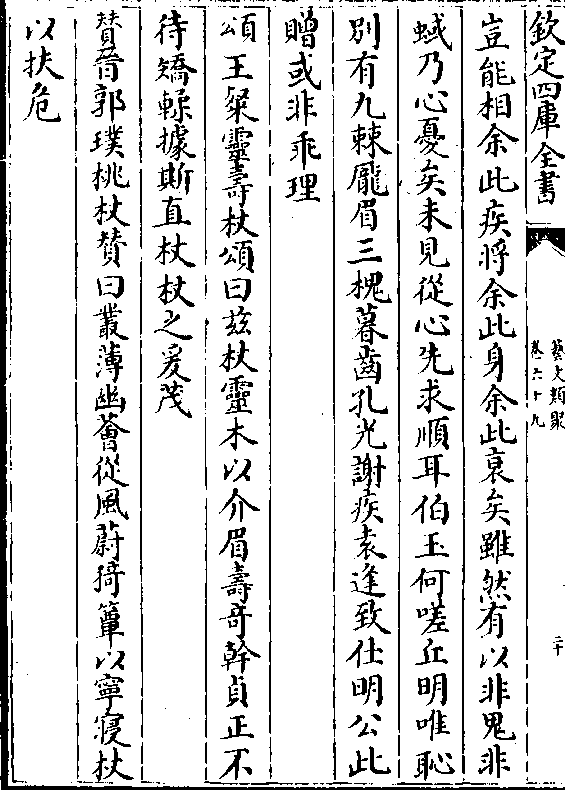 欽定四庫全書
藝文類聚
卷六十九
二十
豈能相余此疾將余此身余此衰矣雖然有以非鬼非
蜮乃心憂矣未見從心先求順耳伯玉何嗟丘明唯恥
別有九棘厖眉三槐暮齒孔光謝疾袁逢致仕明公此
贈或非乖理
頌 王粲靈壽杖頌曰兹杖靈木以介眉壽奇幹貞正不
待矯輮據斯直杖杖之爰茂
賛晉郭璞桃杖賛曰叢薄幽薈從風蔚猗簞以寧寢杖
以扶危